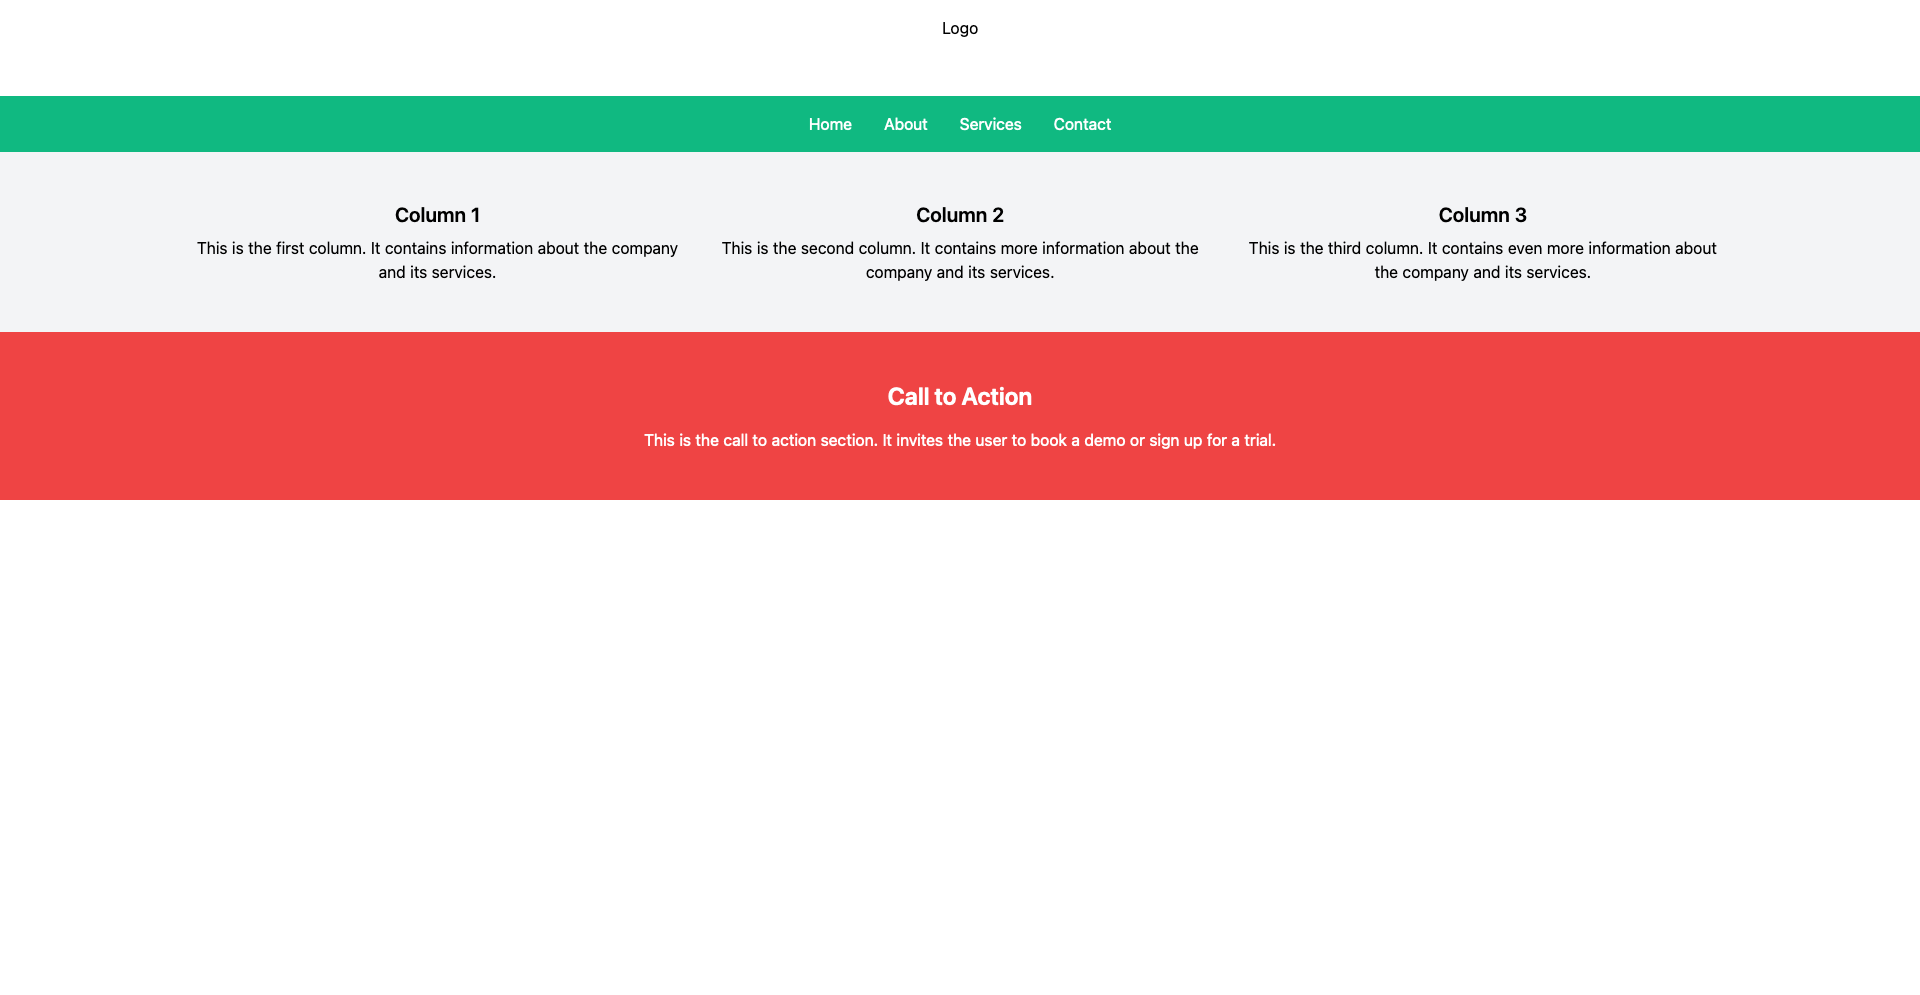 Logo
Home About Services Contact
Column 1
This is the first column. It contains information about the company
and its services.
Column 2
This is the second column. It contains more information about the
company and its services.
Column 3
This is the third column. It contains even more information about
the company and its services.
Call to Action
This is the call to action section. It invites the user to book a demo or sign up for a trial.